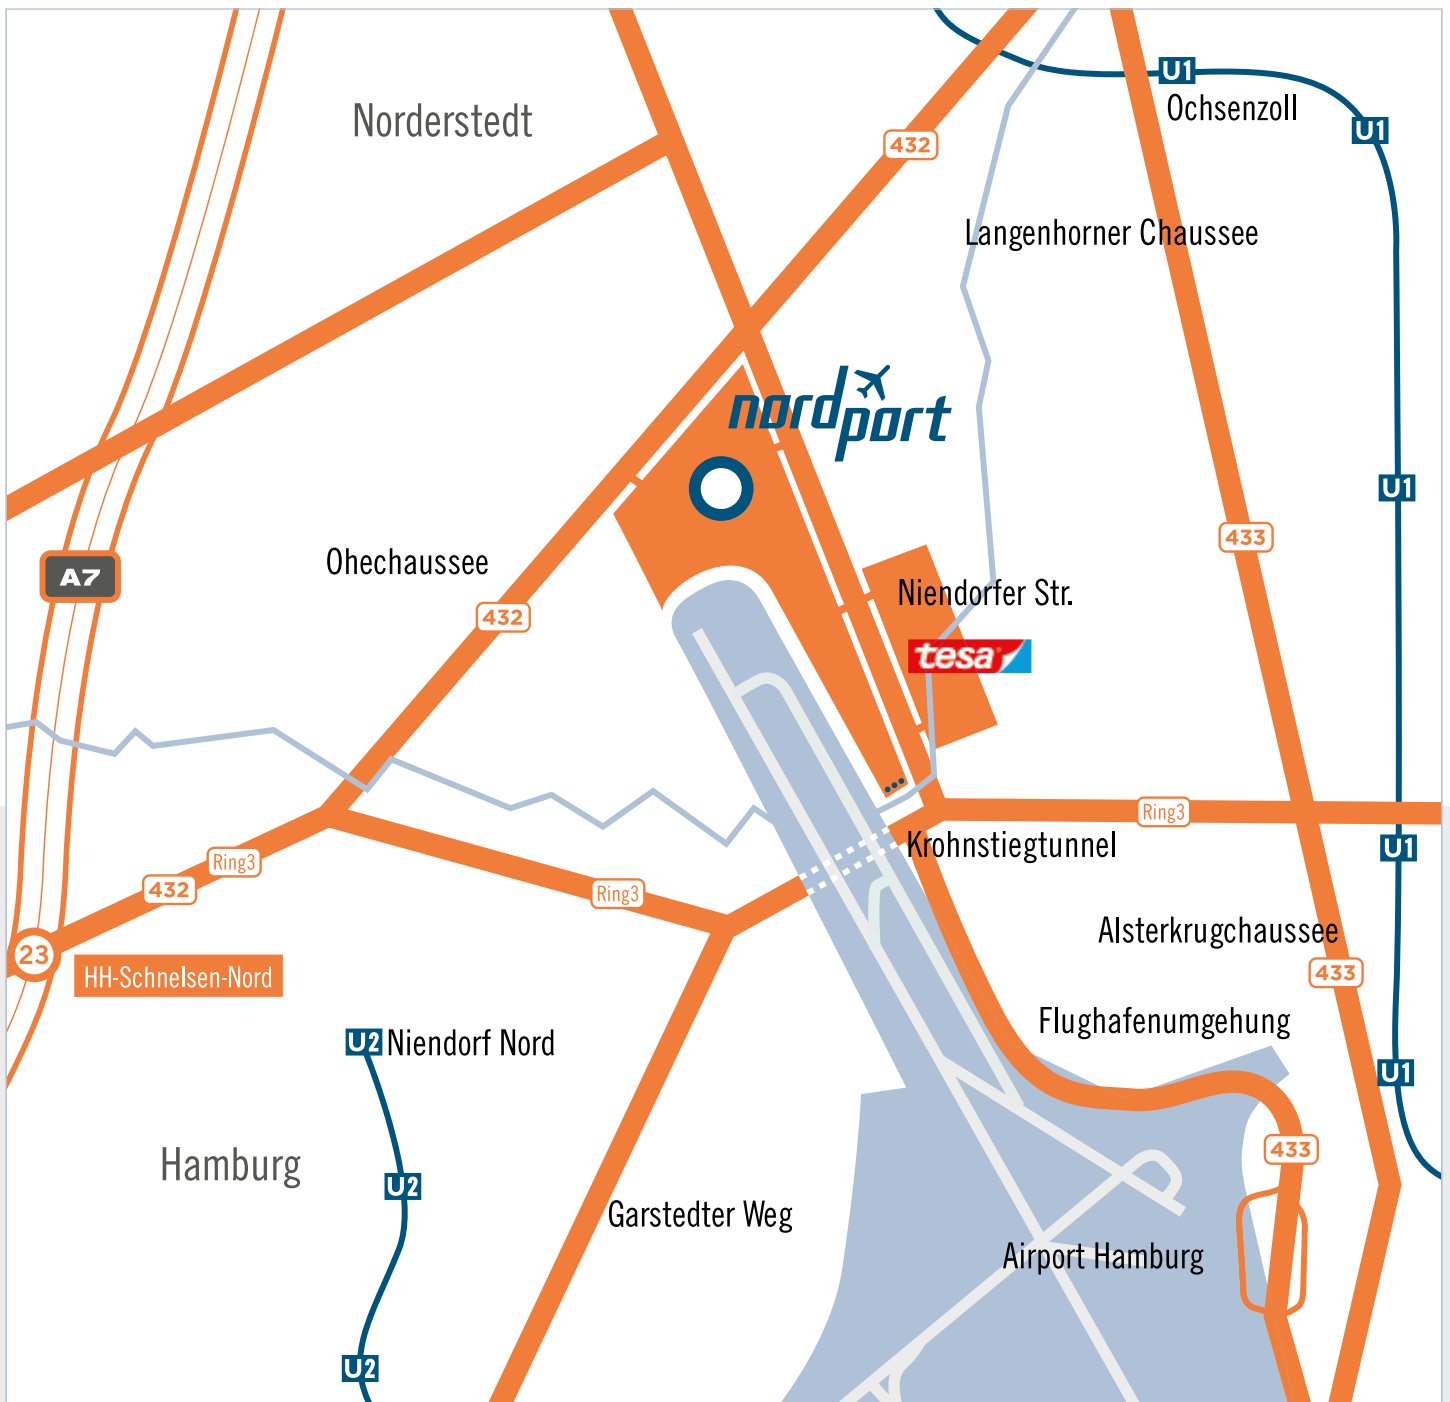 U1
Ochsenzoll
Norderstedt
U1
432
Langenhorner Chaussee
nordport
U1
433
Ohechaussee
A7
Niendorfer Str.
432
tesa
Ring3
Krohnstiegtunnel
U1
Ring3
432
Ring3
Alsterkrugchaussee
23
HH-Schnelsen-Nord
433
Flughafenumgehung
U2 Niendorf Nord
U1
433
Hamburg
U2
Garstedter Weg
Airport Hamburg
U2